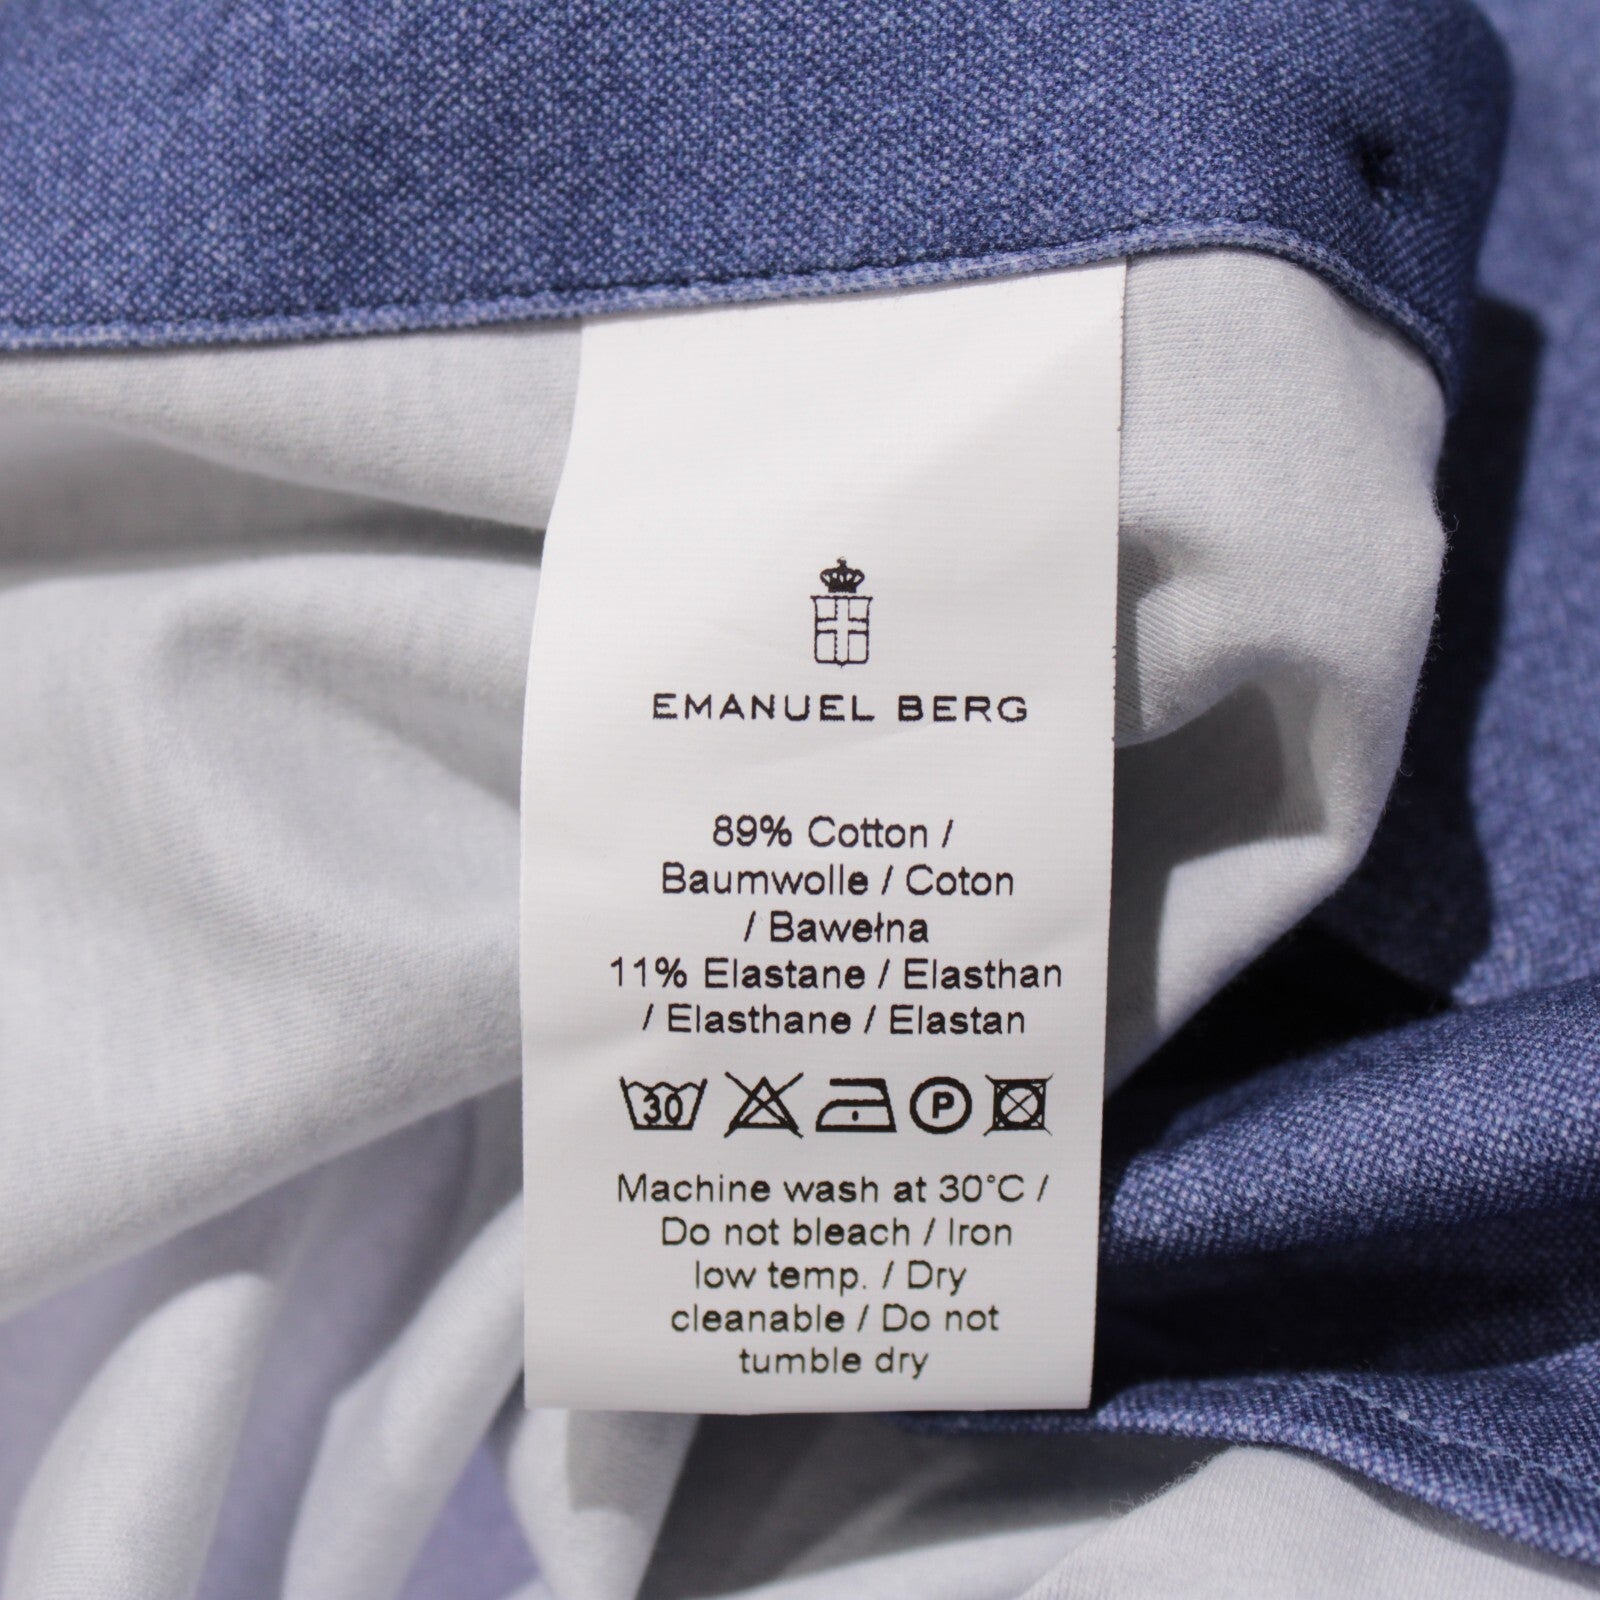 EMANUEL BERG
89% Cotton /
Baumwolle / Coton
/ Bawełna
11% Elastane / Elasthan
/ Elasthane / Elastan
30 P
Machine wash at 30°C /
Do not bleach / Iron
low temp. / Dry
cleanable / Do not
tumble dry